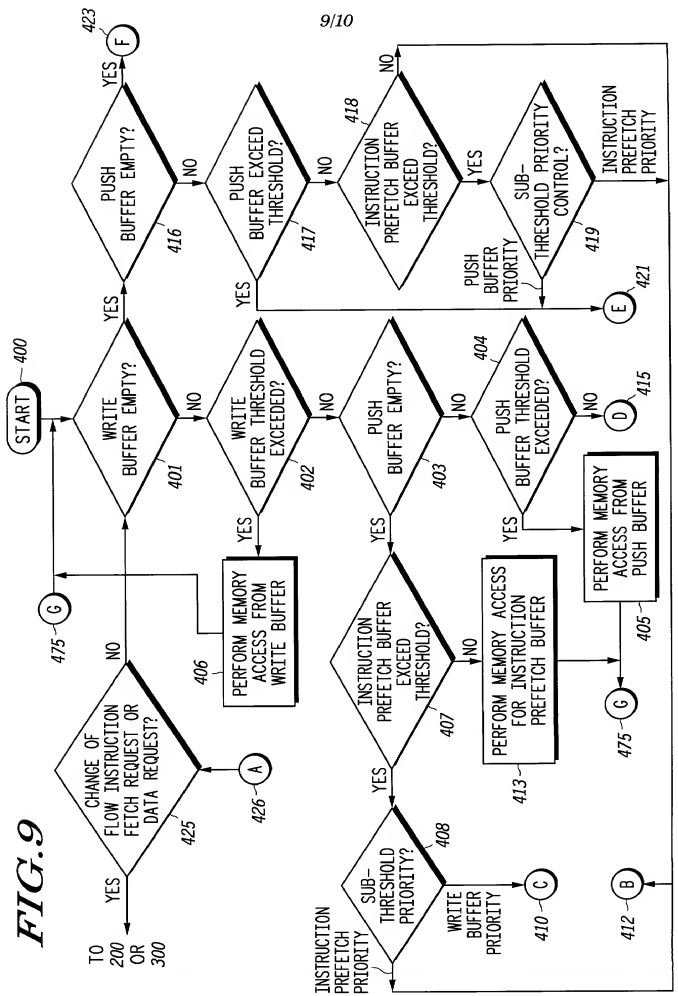 9/10
FIG.9
START
400
G
475
CHANGE OF
FLOW INSTRUCTION
FETCH REQUEST OR
DATA REQUEST?
425
YES
TO 200
OR
300
NO
A
426
WRITE
BUFFER EMPTY?
401
YES
NO
PUSH
BUFFER EMPTY?
416
YES
F
423
NO
WRITE
BUFFER THRESHOLD
EXCEEDED?
402
YES
NO
PERFORM MEMORY
ACCESS FROM
WRITE BUFFER
406
PUSH
BUFFER EXCEED
THRESHOLD?
417
YES
NO
PUSH
BUFFER EMPTY?
403
YES
NO
INSTRUCTION
PREFETCH BUFFER
EXCEED
THRESHOLD?
418
NO
YES
INSTRUCTION
PREFETCH BUFFER
EXCEED
THRESHOLD?
407
YES
NO
PUSH
BUFFER THRESHOLD
EXCEEDED?
404
YES
NO
D
415
SUB-
THRESHOLD PRIORITY
CONTROL?
419
PUSH
BUFFER
PRIORITY
INSTRUCTION
PREFETCH
PRIORITY
E
421
SUB-
THRESHOLD
PRIORITY?
408
INSTRUCTION
PREFETCH
PRIORITY
WRITE
BUFFER
PRIORITY
C
410
PERFORM MEMORY ACCESS
FOR INSTRUCTION
PREFETCH BUFFER
413
PERFORM MEMORY
ACCESS FROM
PUSH BUFFER
405
G
475
B
412